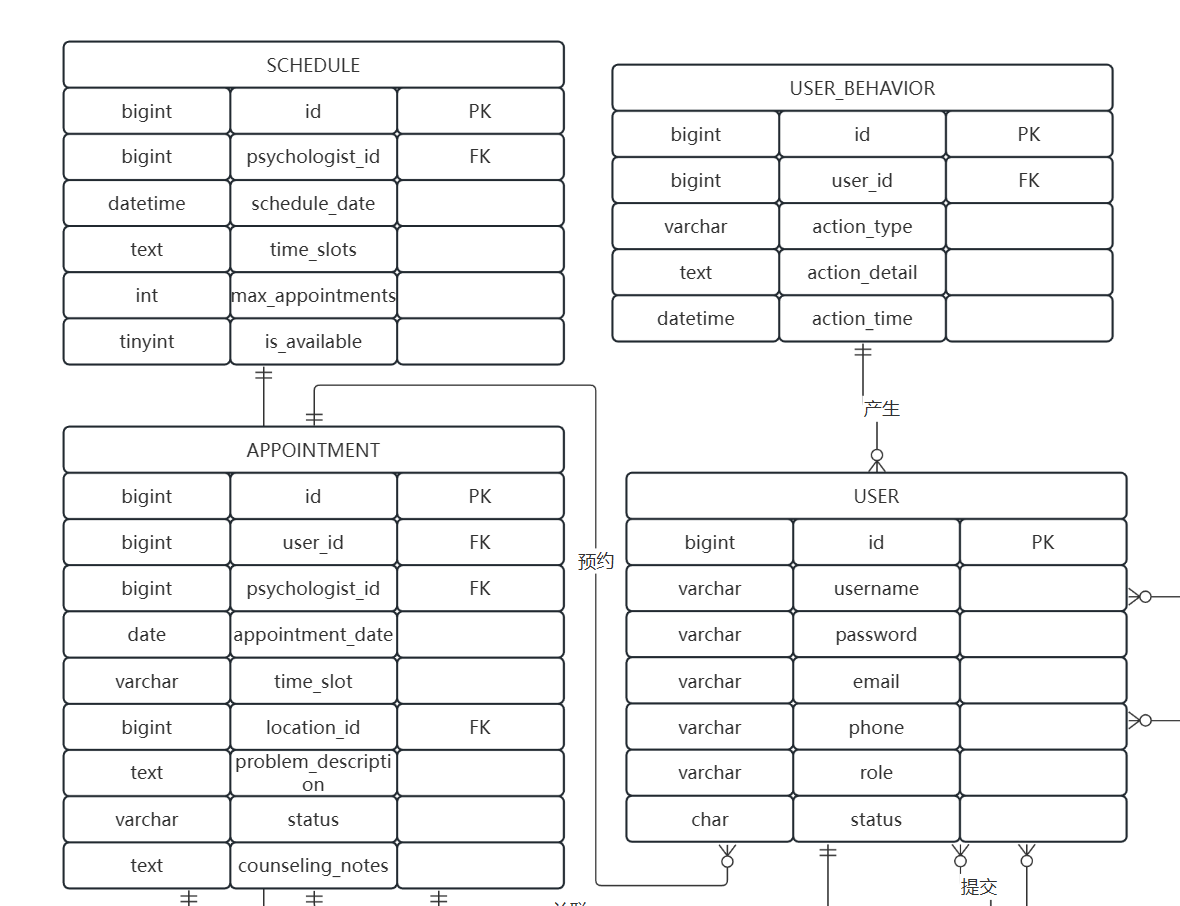 SCHEDULE
bigint id PK
bigint psychologist_id FK
datetime schedule_date
text time_slots
int max_appointments
tinyint is_available
USER_BEHAVIOR
bigint id PK
bigint user_id FK
varchar action_type
text action_detail
datetime action_time
产生
APPOINTMENT
bigint id PK
bigint user_id FK
bigint psychologist_id FK
date appointment_date
varchar time_slot
bigint location_id FK
text problem_descripti
on
varchar status
text counseling_notes
预约
USER
bigint id PK
varchar username
varchar password
varchar email
varchar phone
varchar role
char status
提交